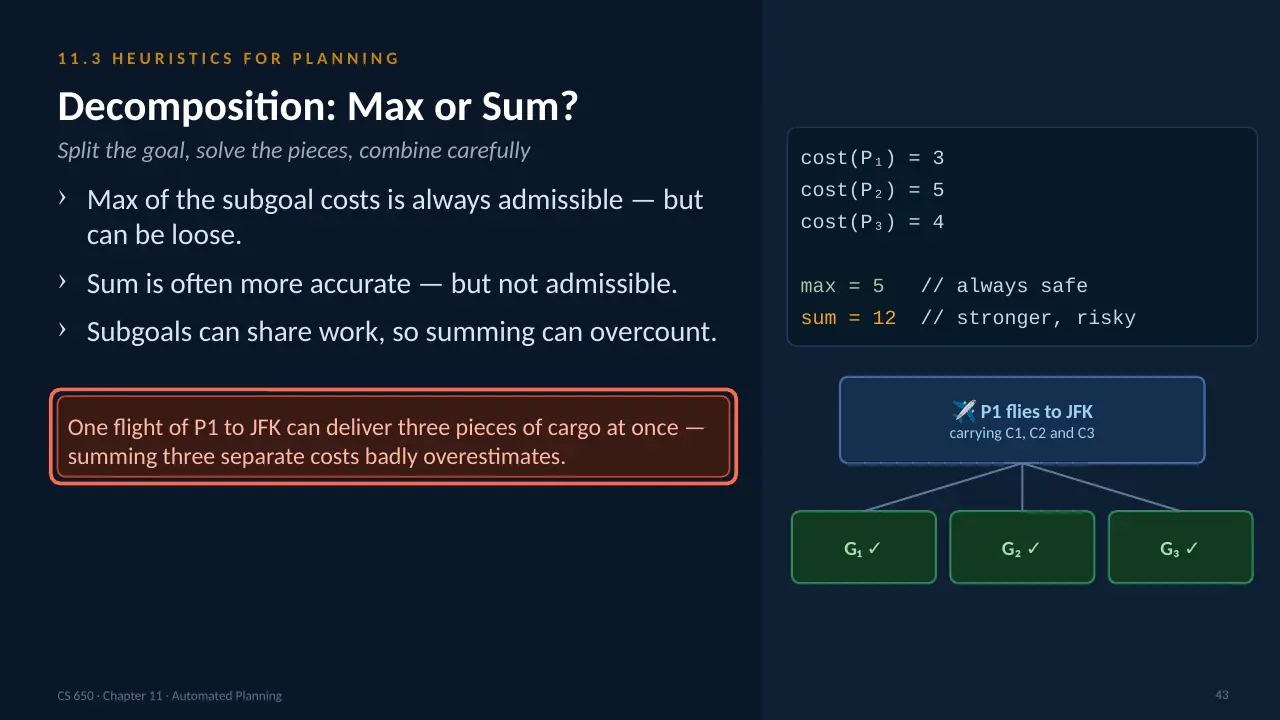 11.3 HEURISTICS FOR PLANNING
Decomposition: Max or Sum?
Split the goal, solve the pieces, combine carefully
› Max of the subgoal costs is always admissible — but
can be loose.
› Sum is often more accurate — but not admissible.
› Subgoals can share work, so summing can overcount.
One flight of P1 to JFK can deliver three pieces of cargo at once —
summing three separate costs badly overestimates.
cost(P₁) = 3
cost(P₂) = 5
cost(P₃) = 4
max = 5 // always safe
sum = 12 // stronger, risky
✈️ P1 flies to JFK
carrying C1, C2 and C3
G₁ ✓
G₂ ✓
G₃ ✓
CS 650 · Chapter 11 · Automated Planning
43